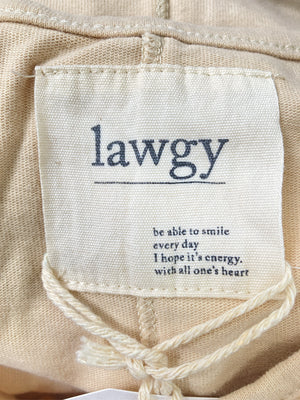 lawgy
be able to smile
every day
I hope it's energy.
with all one's heart